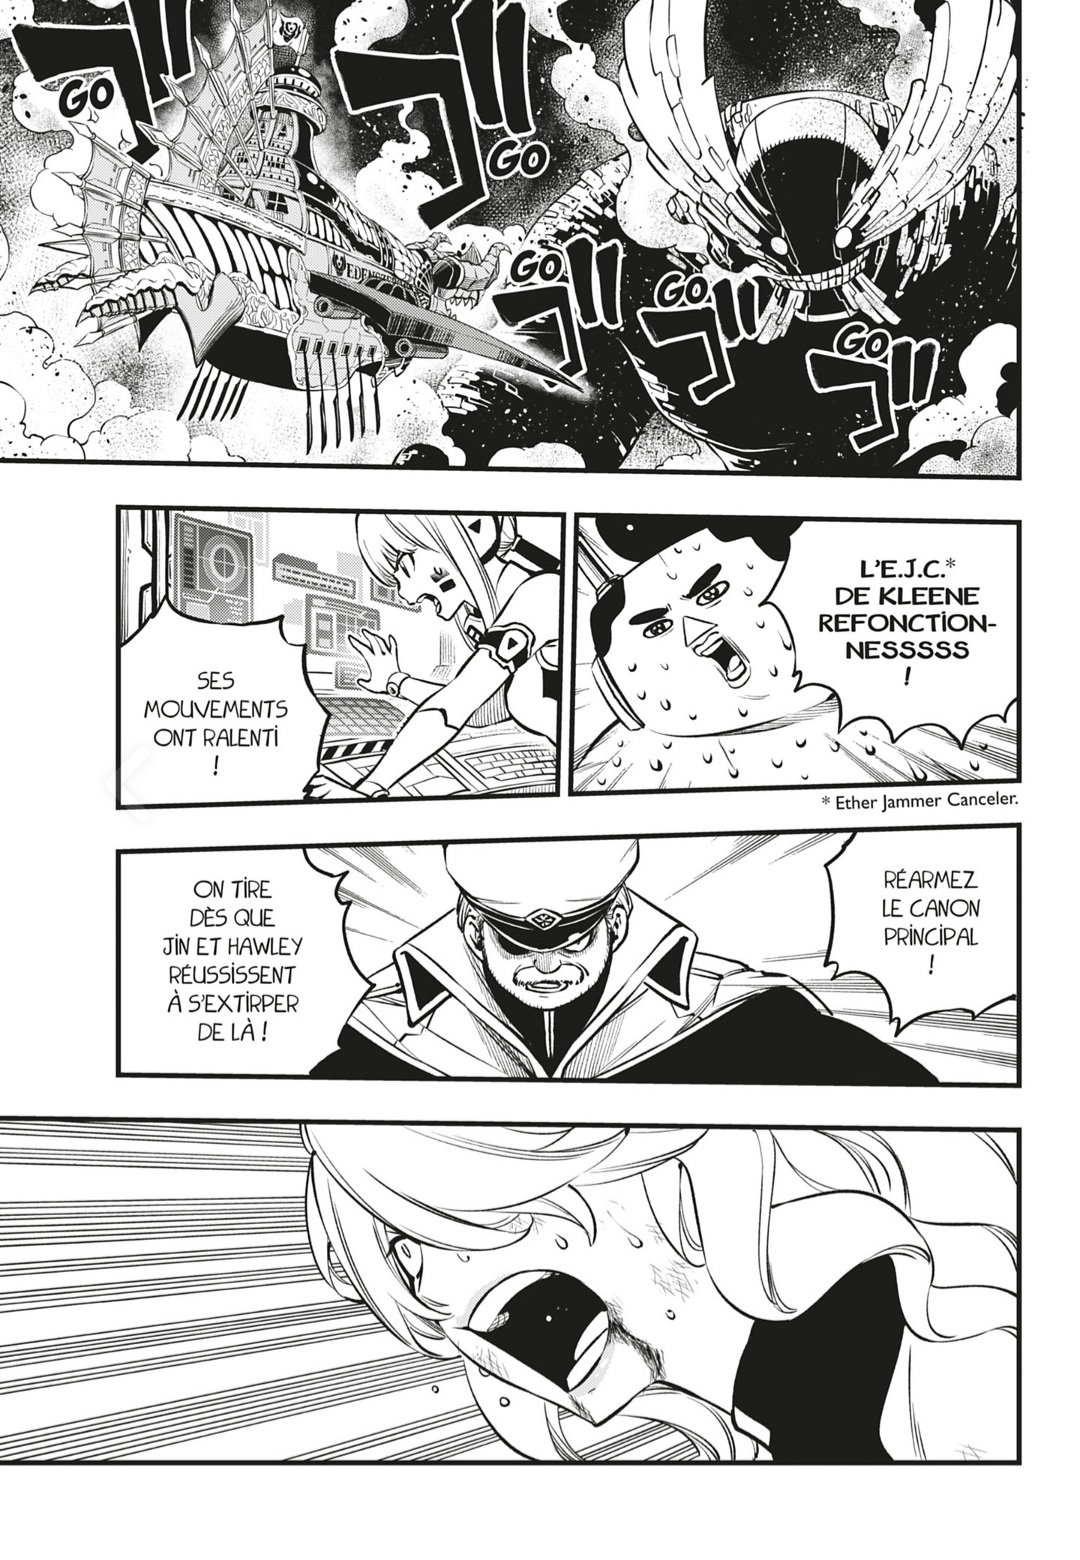 ゴ
GO
ゴ
GO
ゴ
GO
ゴ
GO
ゴ
GO
L'E.J.C.*
DE KLEENE
REFONCTION-
NESSSSS
!
* Ether Jammer Canceler.
SES
MOUVEMENTS
ONT RALENTI
!
RÉARMEZ
LE CANON
PRINCIPAL
!
ON TIRE
DÈS QUE
JIN ET HAWLEY
RÉUSSISSENT
À S'EXTIRPER
DE LÀ !